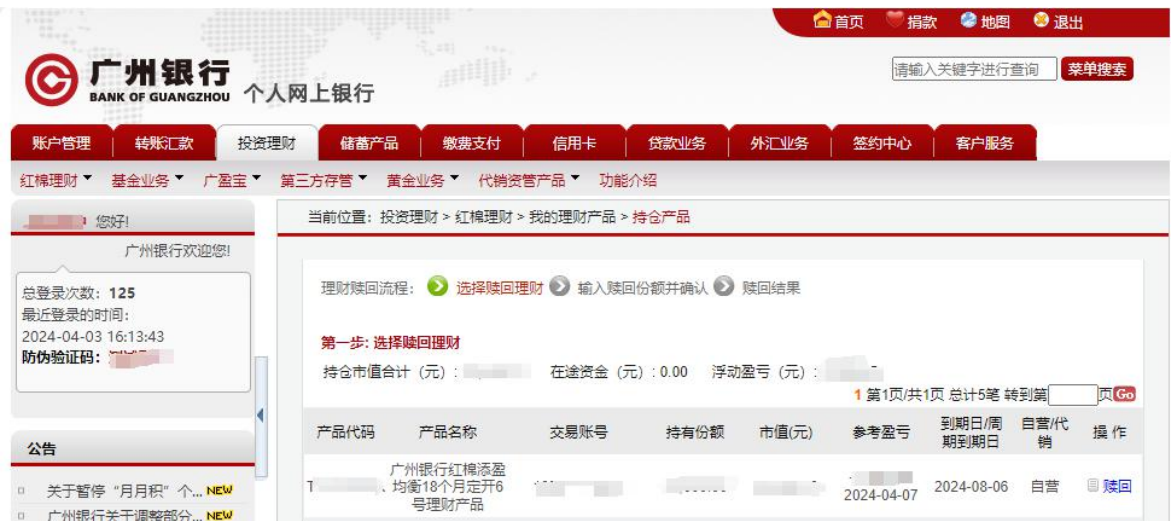 首页 捐款 地图 退出
广州银行
BANK OF GUANGZHOU 个人网上银行
请输入关键字进行查询 菜单搜索
账户管理 转账汇款 投资理财 储蓄产品 缴费支付 信用卡 贷款业务 外汇业务 签约中心 客户服务
红棉理财 基金业务 广盈宝 第三方存管 黄金业务 代销资管产品 功能介绍
您好!
广州银行欢迎您!
总登录次数: 125
最近登录的时间:
2024-04-03 16:13:43
防伪验证码:
公告
关于暂停“月月积”个... NEW
广州银行关于调整部分... NEW
当前位置: 投资理财 > 红棉理财 > 我的理财产品 > 持仓产品
理财赎回流程: 选择赎回理财 输入赎回份额并确认 赎回结果
第一步: 选择赎回理财
持仓市值合计(元): 在途资金(元): 0.00 浮动盈亏(元):
1 第1页/共1页 总计5笔 转到第 页 Go
产品代码 产品名称 交易账号 持有份额 市值(元) 参考盈亏 到期日/周期到期日 自营/代销 操作
广州银行红棉添盈
均衡18个月定开6
号理财产品
2024-04-07 2024-08-06 自营 赎回